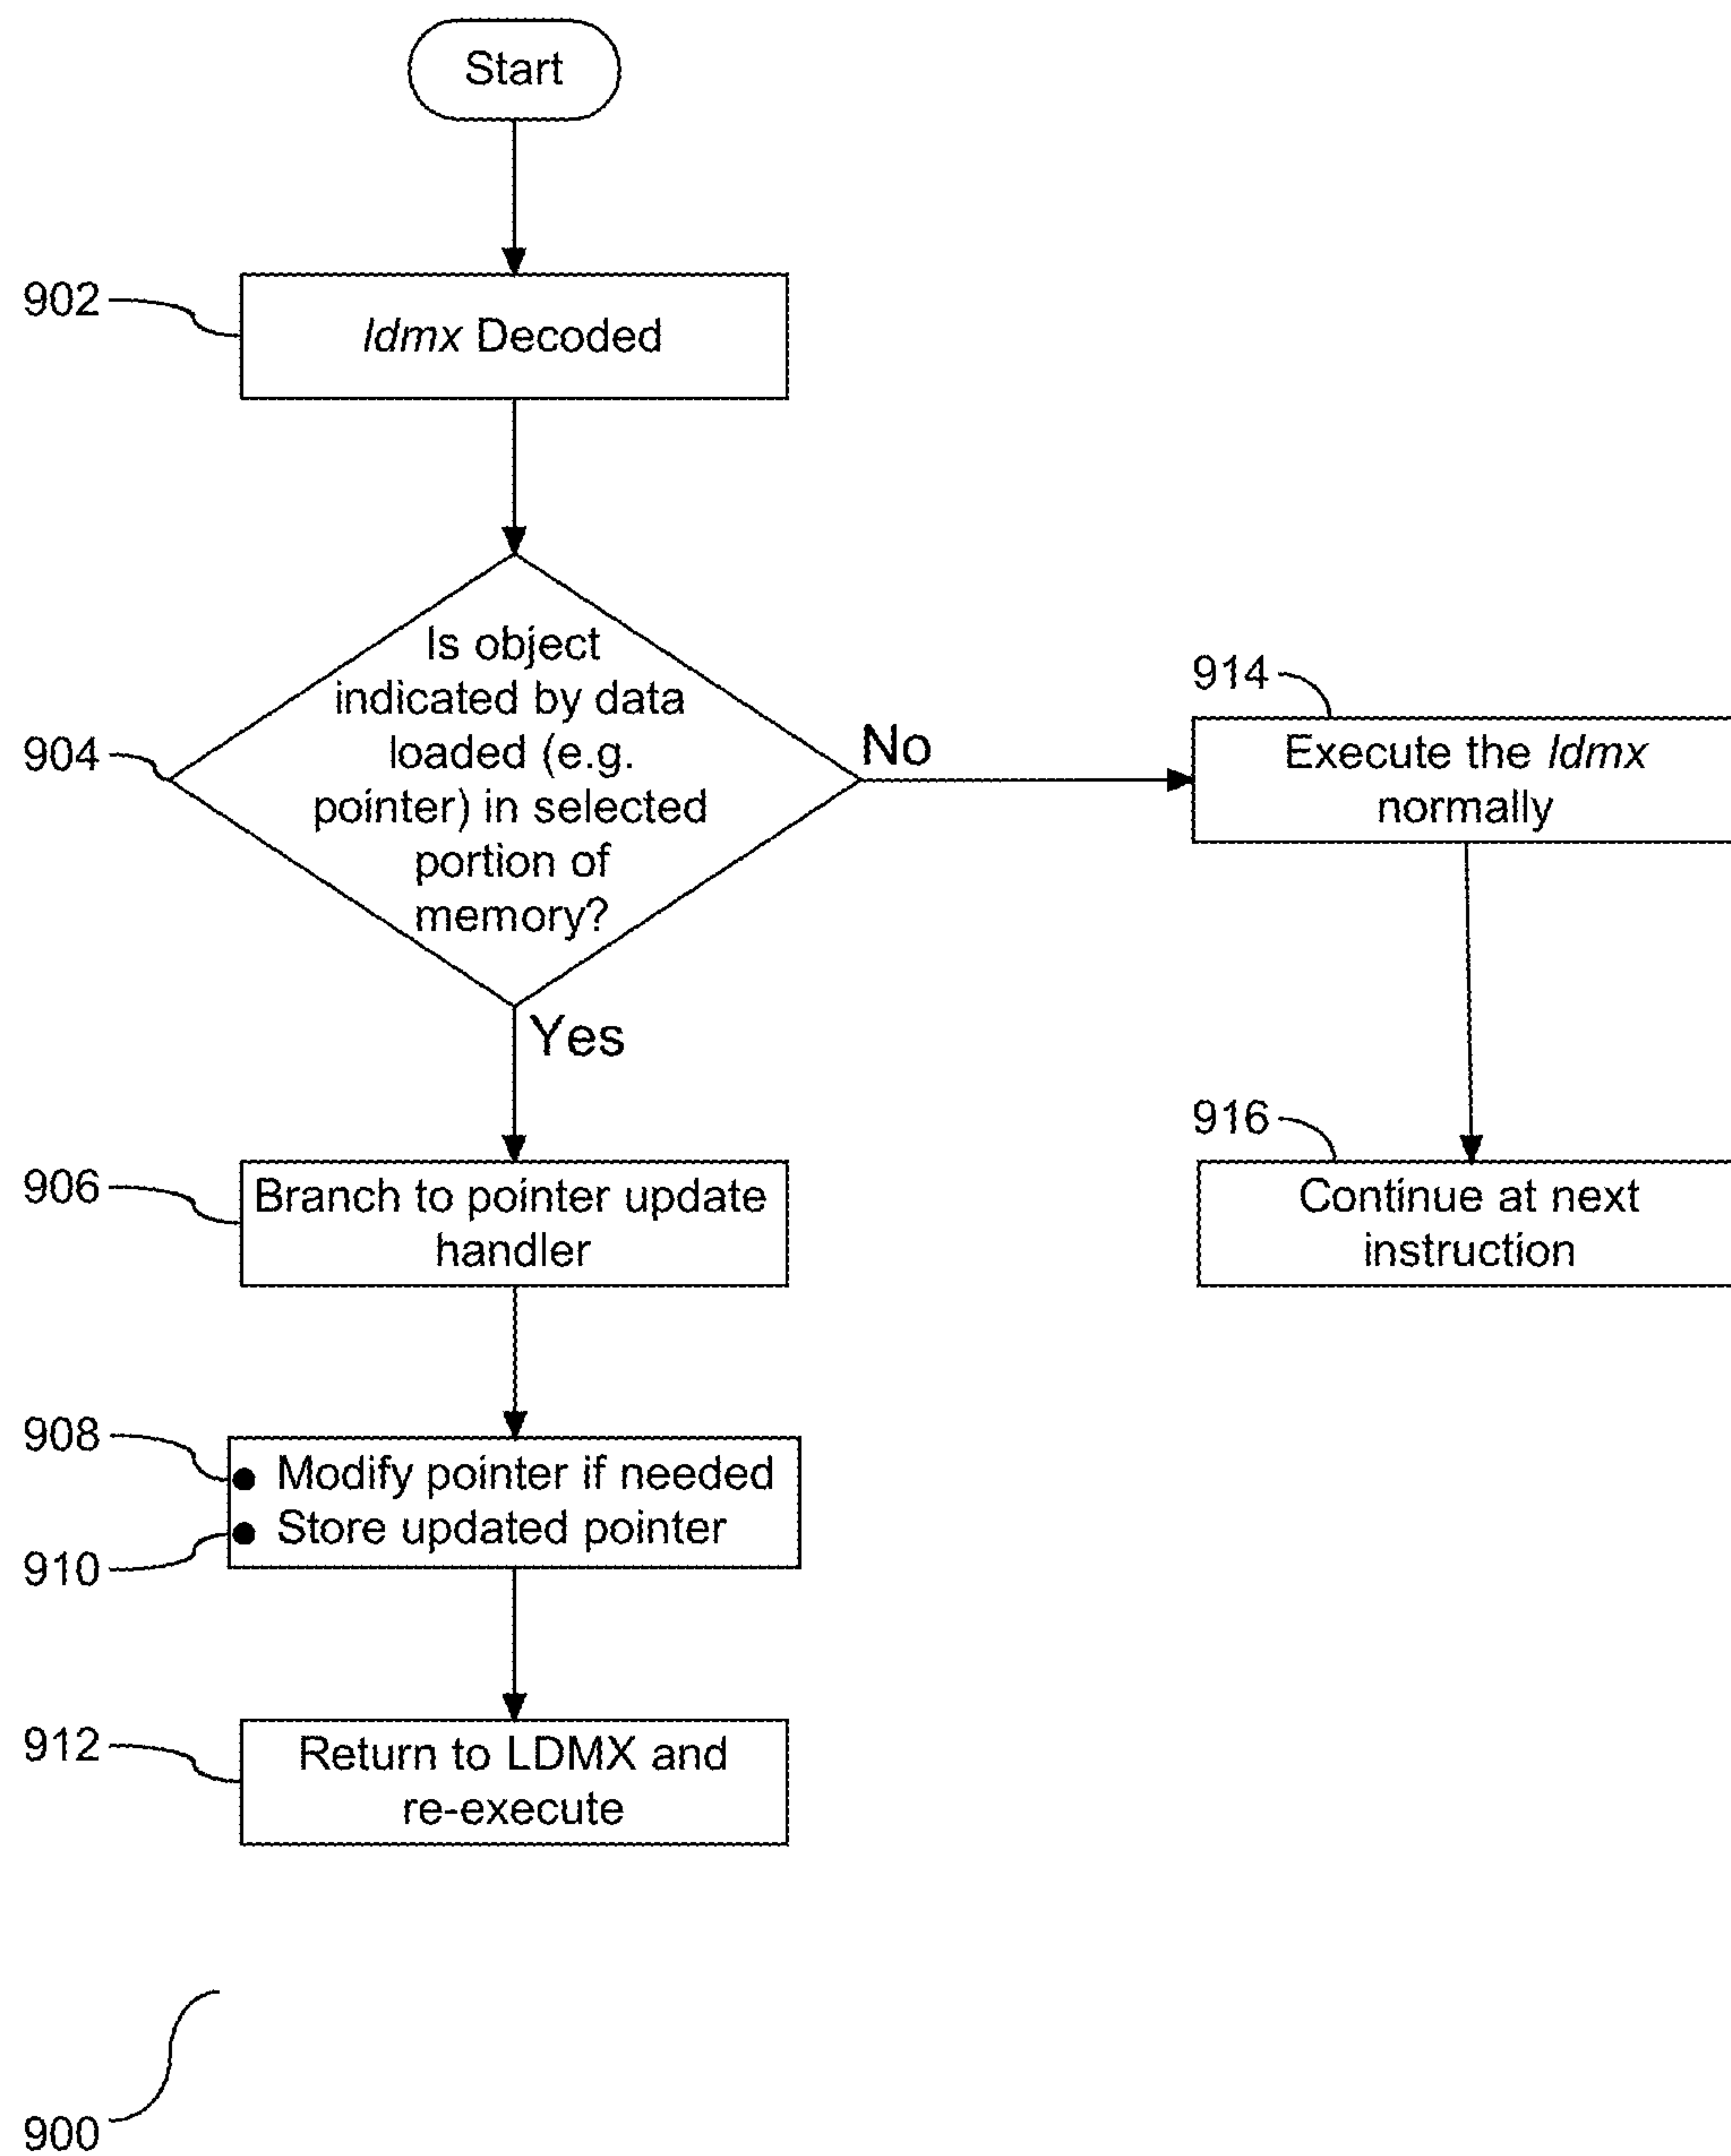 Start
902
ldmx Decoded
904
Is object
indicated by data
loaded (e.g.
pointer) in selected
portion of
memory?
No
914
Execute the ldmx
normally
Yes
916
Continue at next
instruction
906
Branch to pointer update
handler
908
● Modify pointer if needed
● Store updated pointer
910
912
Return to LDMX and
re-execute
900